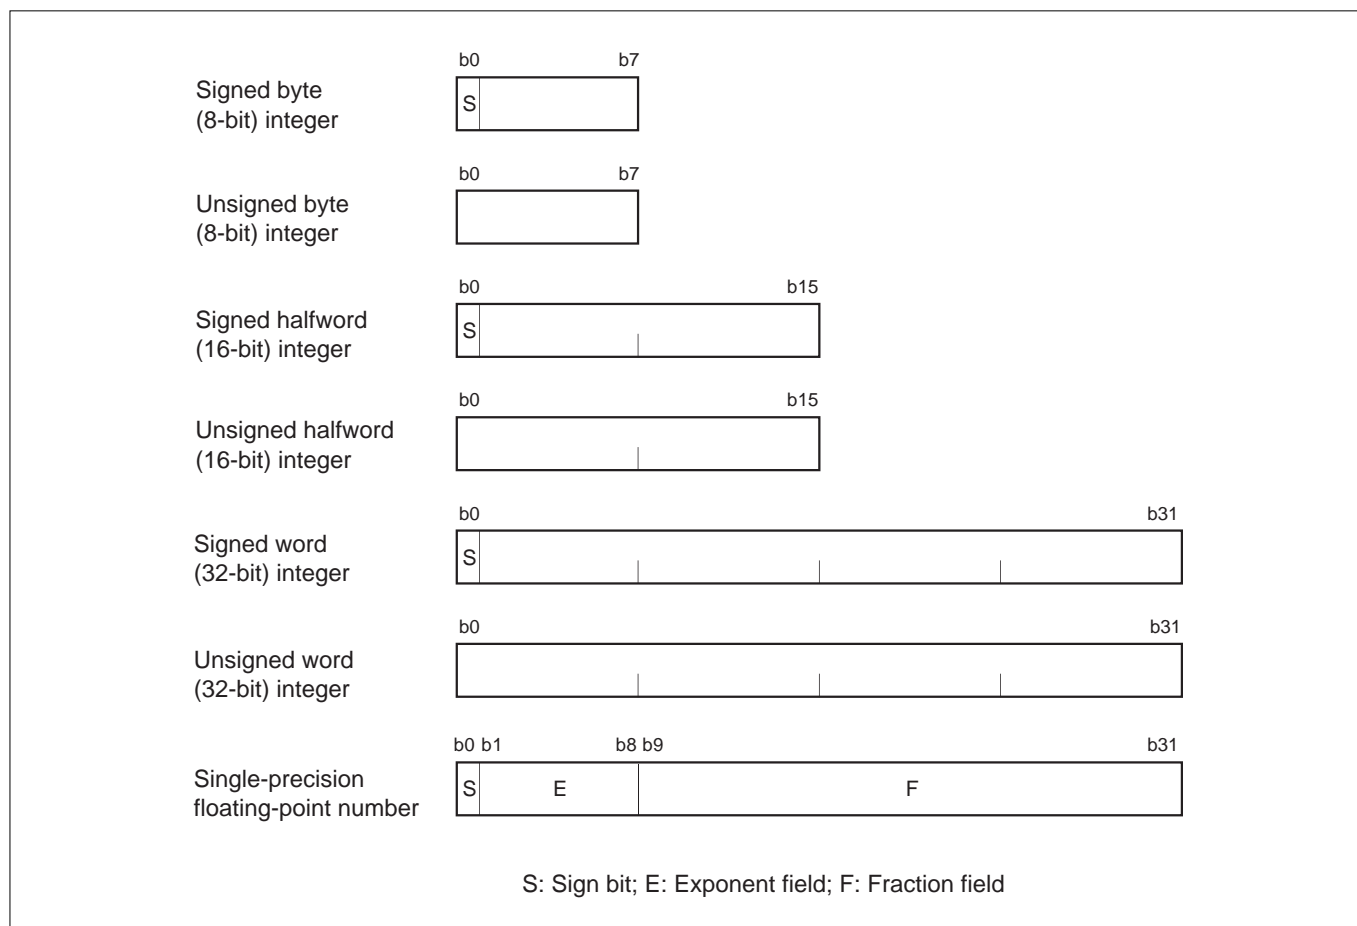 b0 b7
Signed byte
(8-bit) integer
S
b0 b7
Unsigned byte
(8-bit) integer
b0 b15
Signed halfword
(16-bit) integer
S
b0 b15
Unsigned halfword
(16-bit) integer
b0 b31
Signed word
(32-bit) integer
S
b0 b31
Unsigned word
(32-bit) integer
b0 b1 b8 b9 b31
Single-precision
floating-point number
S E F
S: Sign bit; E: Exponent field; F: Fraction field